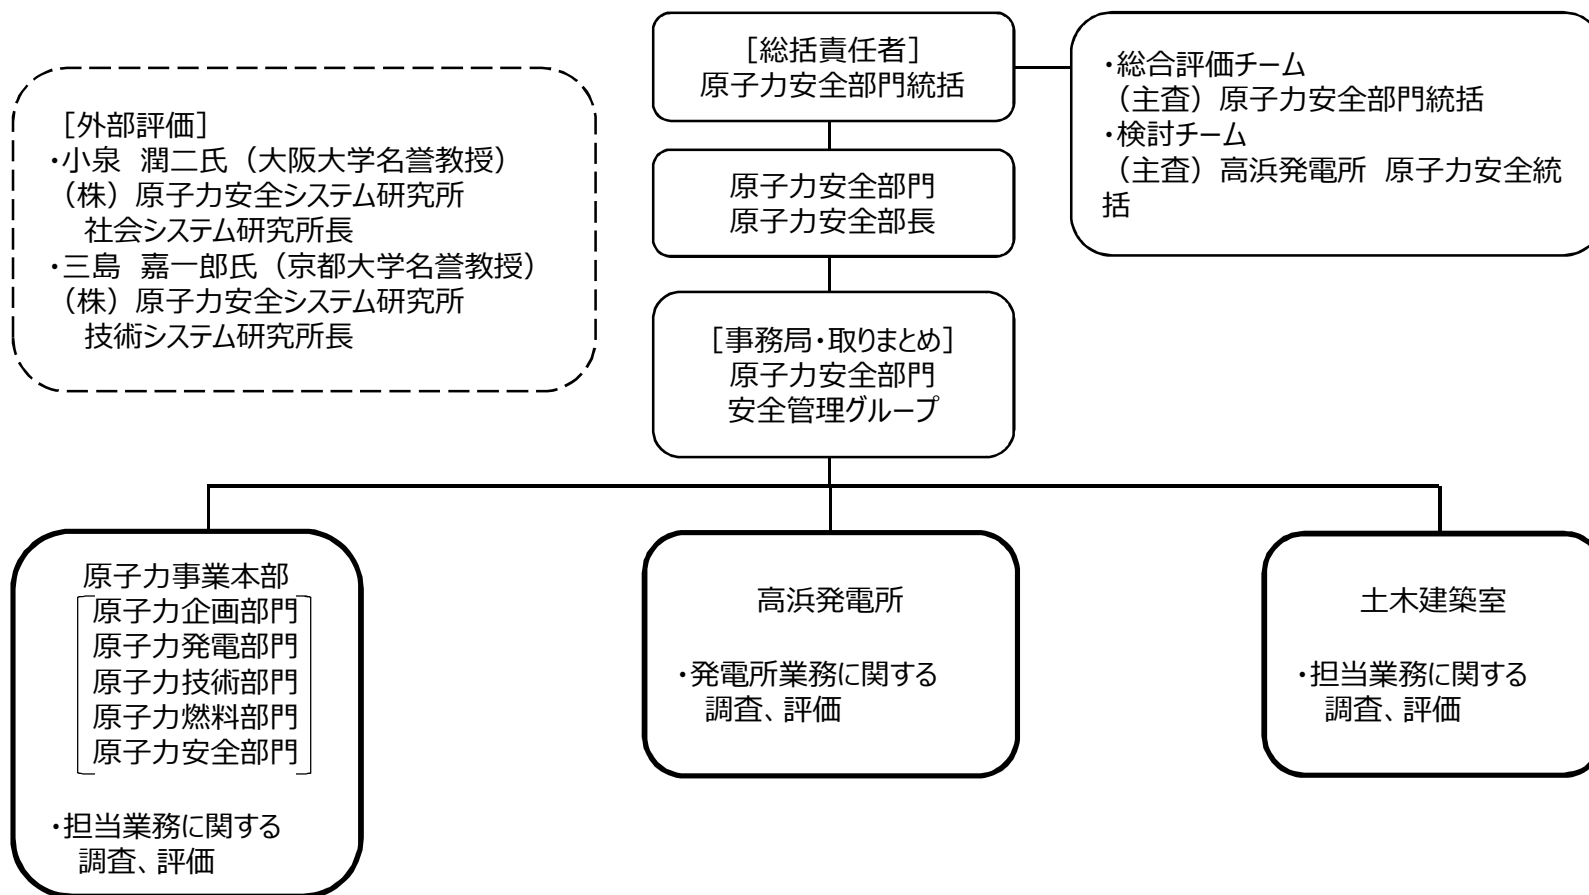 [外部評価]
・小泉 潤二氏（大阪大学名誉教授）
（株）原子力安全システム研究所
社会システム研究所長
・三島 嘉一郎氏（京都大学名誉教授）
（株）原子力安全システム研究所
技術システム研究所長
[総括責任者]
原子力安全部門統括
・総合評価チーム
（主査）原子力安全部門統括
・検討チーム
（主査）高浜発電所 原子力安全統
括
原子力安全部門
原子力安全部長
[事務局・取りまとめ]
原子力安全部門
安全管理グループ
原子力事業本部
原子力企画部門
原子力発電部門
原子力技術部門
原子力燃料部門
原子力安全部門
・担当業務に関する
調査、評価
高浜発電所
・発電所業務に関する
調査、評価
土木建築室
・担当業務に関する
調査、評価